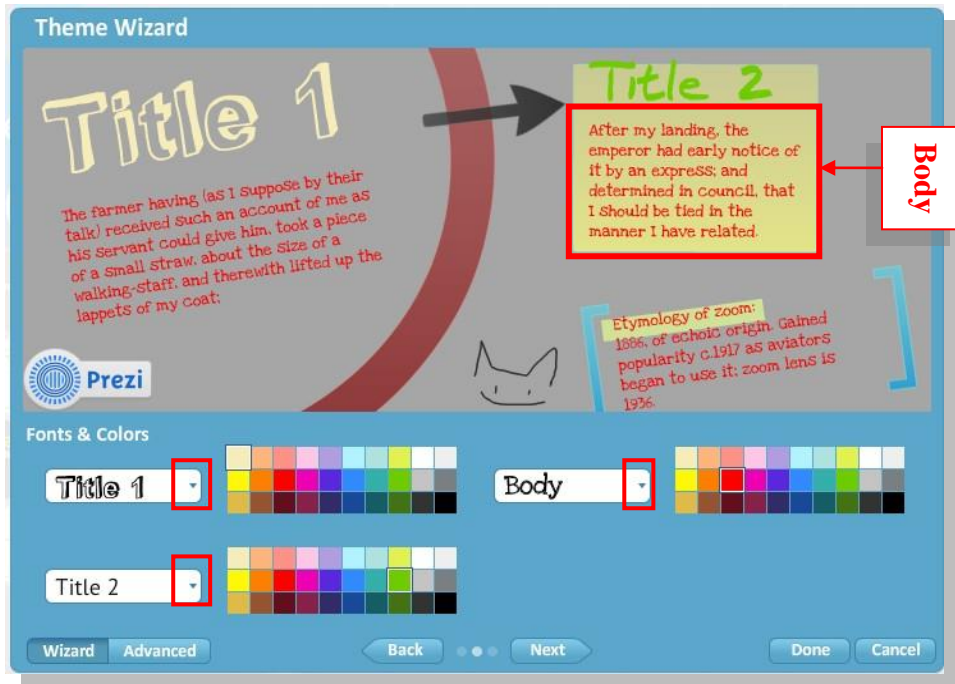 Theme Wizard
Title 1
The farmer having (as I suppose by their
talk) received such an account of me as
his servant could give him, took a piece
of a small straw, about the size of a
walking-staff, and therewith lifted up the
lappets of my coat;
Title 2
After my landing, the
emperor had early notice of
it by an express; and
determined in council, that
I should be tied in the
manner I have related.
Body
Etymology of zoom:
1886, of echoic origin. Gained
popularity c.1917 as aviators
began to use it; zoom lens is
1936.
Prezi
Fonts & Colors
Title 1
Body
Title 2
Wizard
Advanced
Back
Next
Done
Cancel